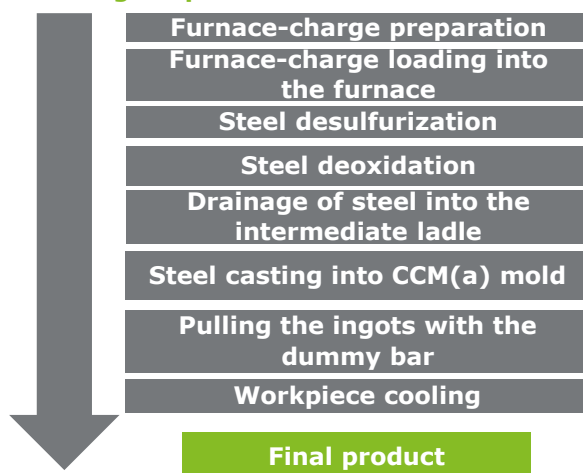 Furnace-charge preparation
Furnace-charge loading into
the furnace
Steel desulfurization
Steel deoxidation
Drainage of steel into the
intermediate ladle
Steel casting into CCM(a) mold
Pulling the ingots with the
dummy bar
Workpiece cooling
Final product